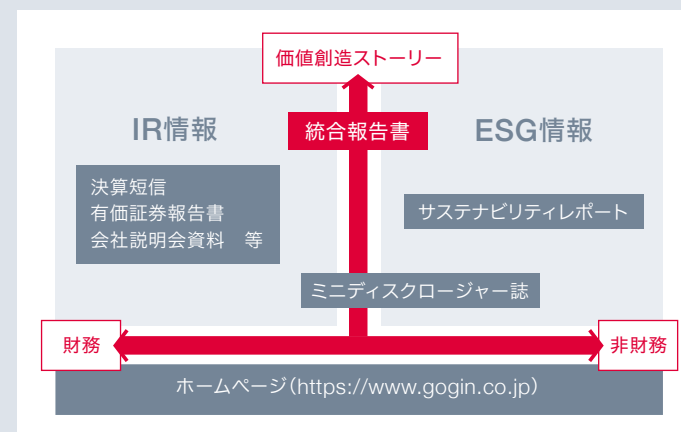 価値創造ストーリー
IR情報
統合報告書
ESG情報
決算短信
有価証券報告書
会社説明会資料　等
サステナビリティレポート
ミニディスクロージャー誌
財務
非財務
ホームページ（https://www.gogin.co.jp）